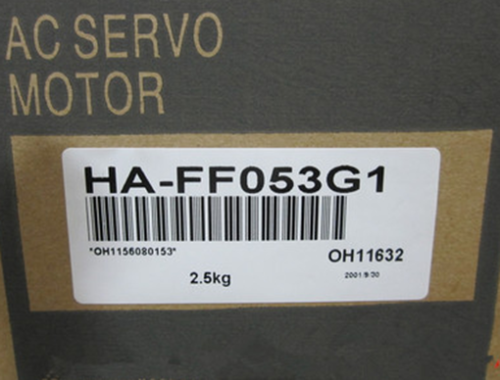 AC SERVO
MOTOR
HA-FF053G1
*OH1156080153*
OH11632
2.5kg
2001 9/30